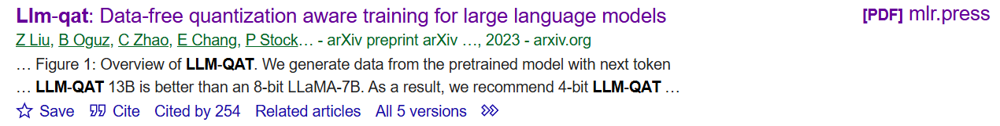 Llm-qat: Data-free quantization aware training for large language models [PDF] mlr.press
Z Liu, B Oguz, C Zhao, E Chang, P Stock… - arXiv preprint arXiv …, 2023 - arxiv.org
… Figure 1: Overview of LLM-QAT. We generate data from the pretrained model with next token
… LLM-QAT 13B is better than an 8-bit LLaMA-7B. As a result, we recommend 4-bit LLM-QAT …
Save Cite Cited by 254 Related articles All 5 versions